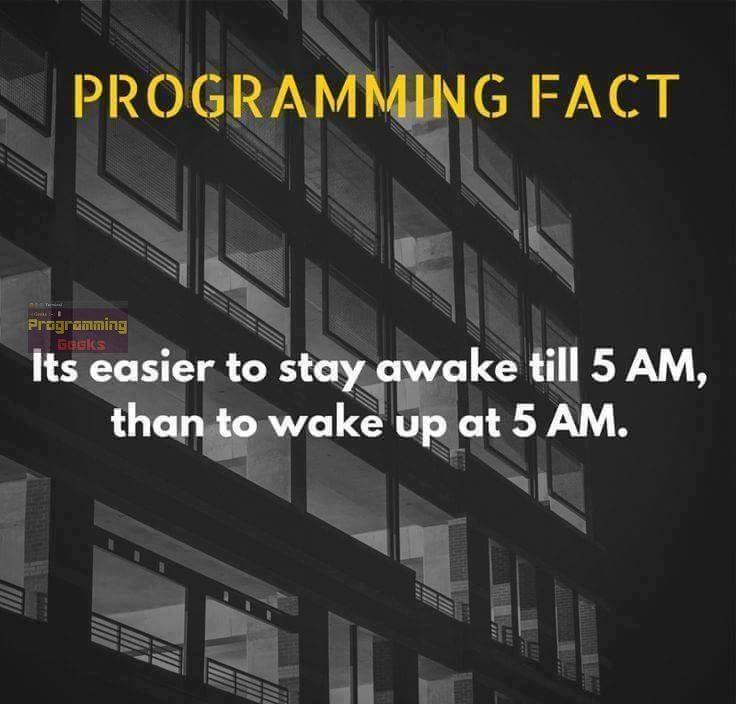 PROGRAMMING FACT
Terminal
Programming
Geeks
Its easier to stay awake till 5 AM,
than to wake up at 5 AM.